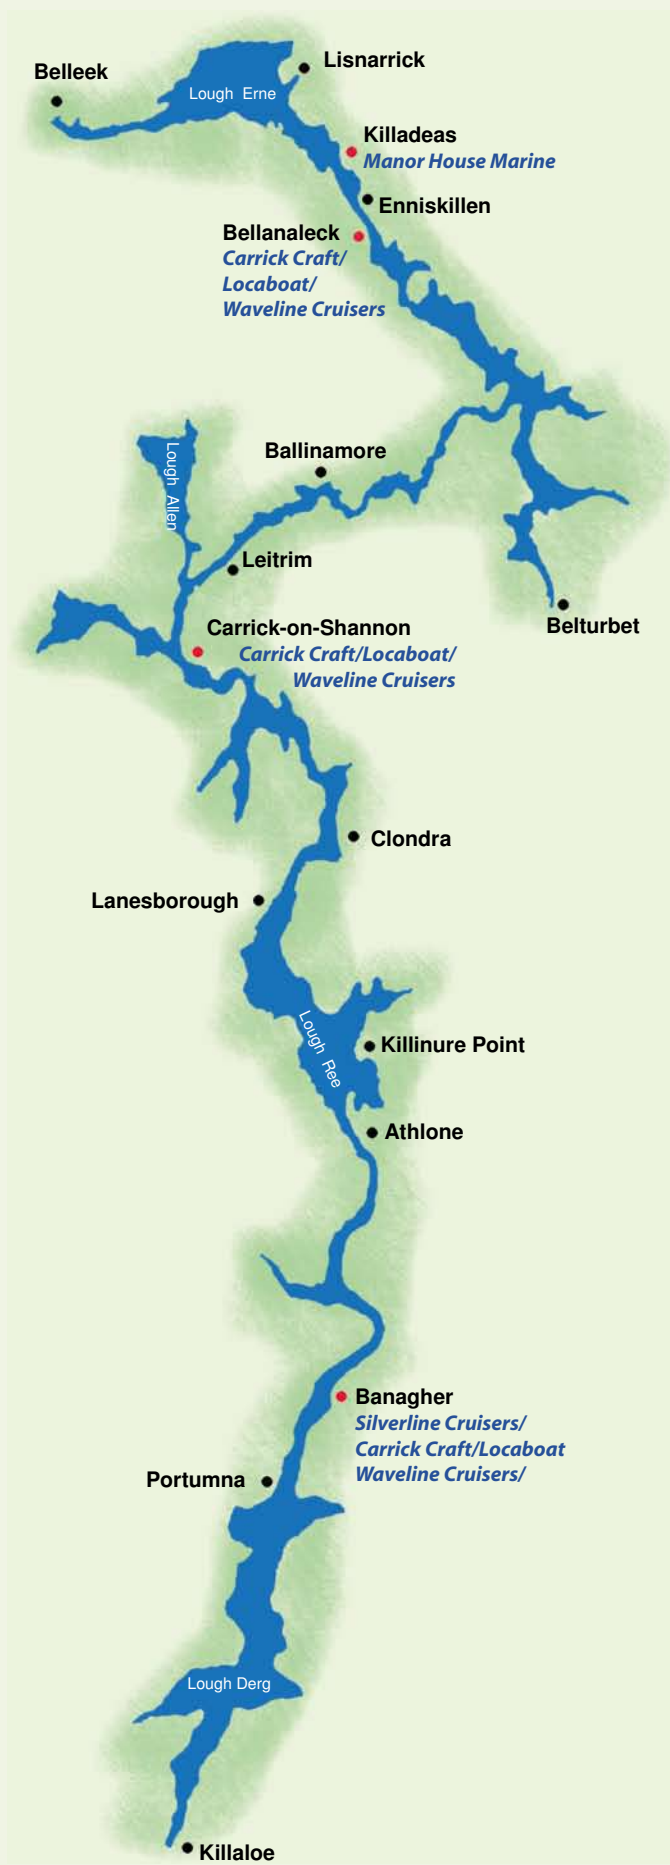 Lisnarrick
Belleek
Lough Erne
Killadeas
Manor House Marine
Enniskillen
Bellanaleck
Carrick Craft/
Locaboat/
Waveline Cruisers
Ballinamore
Lough Allen
Leitrim
Belturbet
Carrick-on-Shannon
Carrick Craft/Locaboat/
Waveline Cruisers
Clondra
Lanesborough
Lough Ree
Killinure Point
Athlone
Banagher
Silverline Cruisers/
Carrick Craft/Locaboat
Waveline Cruisers/
Portumna
Lough Derg
Killaloe